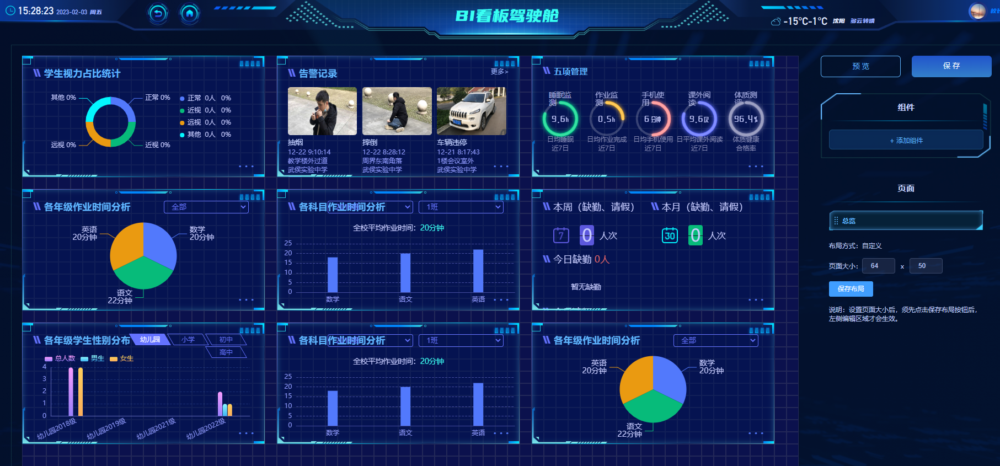 15:28:23 2023-02-03 周五
BI看板驾驶舱
-15°C-1°C 沈阳 多云转晴
学生视力占比统计
其他 0%
正常 0%
远视 0%
近视 0%
正常 0人 0%
近视 0人 0%
远视 0人 0%
其他 0人 0%
告警记录
更多>
抽烟
12-22 9:10:14
教学楼外过道
武侯实验中学
摔倒
12-22 8:28:12
周界东南角落
武侯实验中学
车辆违停
12-21 8:17:43
1楼会议室外
武侯实验中学
五项管理
睡眠监测
9.6h
日均睡眠
近7日
作业监测
0.5h
日均作业完成
近7日
手机使用
6分钟
日均手机使用
近7日
课外阅读
9.6次
日平均课外阅读
近7日
体质测评
96.4%
体质健康
合格率
预 览
保 存
组件
+ 添加组件
页面
总览
布局方式：自定义
页面大小： 64 x 50
保存布局
说明：设置页面大小后，须先点击保存布局按钮后，
左侧编辑区域才会生效。
各年级作业时间分析
全部
英语
20分钟
数学
20分钟
语文
22分钟
各科目作业时间分析
1班
全校平均作业时间：20分钟
25
20
15
10
5
0
数学 语文 英语
本周（缺勤、请假）
7 0 人次
本月（缺勤、请假）
30 0 人次
今日缺勤 0人
暂无缺勤
各年级学生性别分布
幼儿园 小学 初中
高中
总人数 男生 女生
4
3
2
1
0
幼儿园2018级 幼儿园2019级 幼儿园2021级 幼儿园2022级
各科目作业时间分析
1班
全校平均作业时间：20分钟
25
20
15
10
5
0
数学 语文 英语
各年级作业时间分析
全部
英语
20分钟
数学
20分钟
语文
22分钟